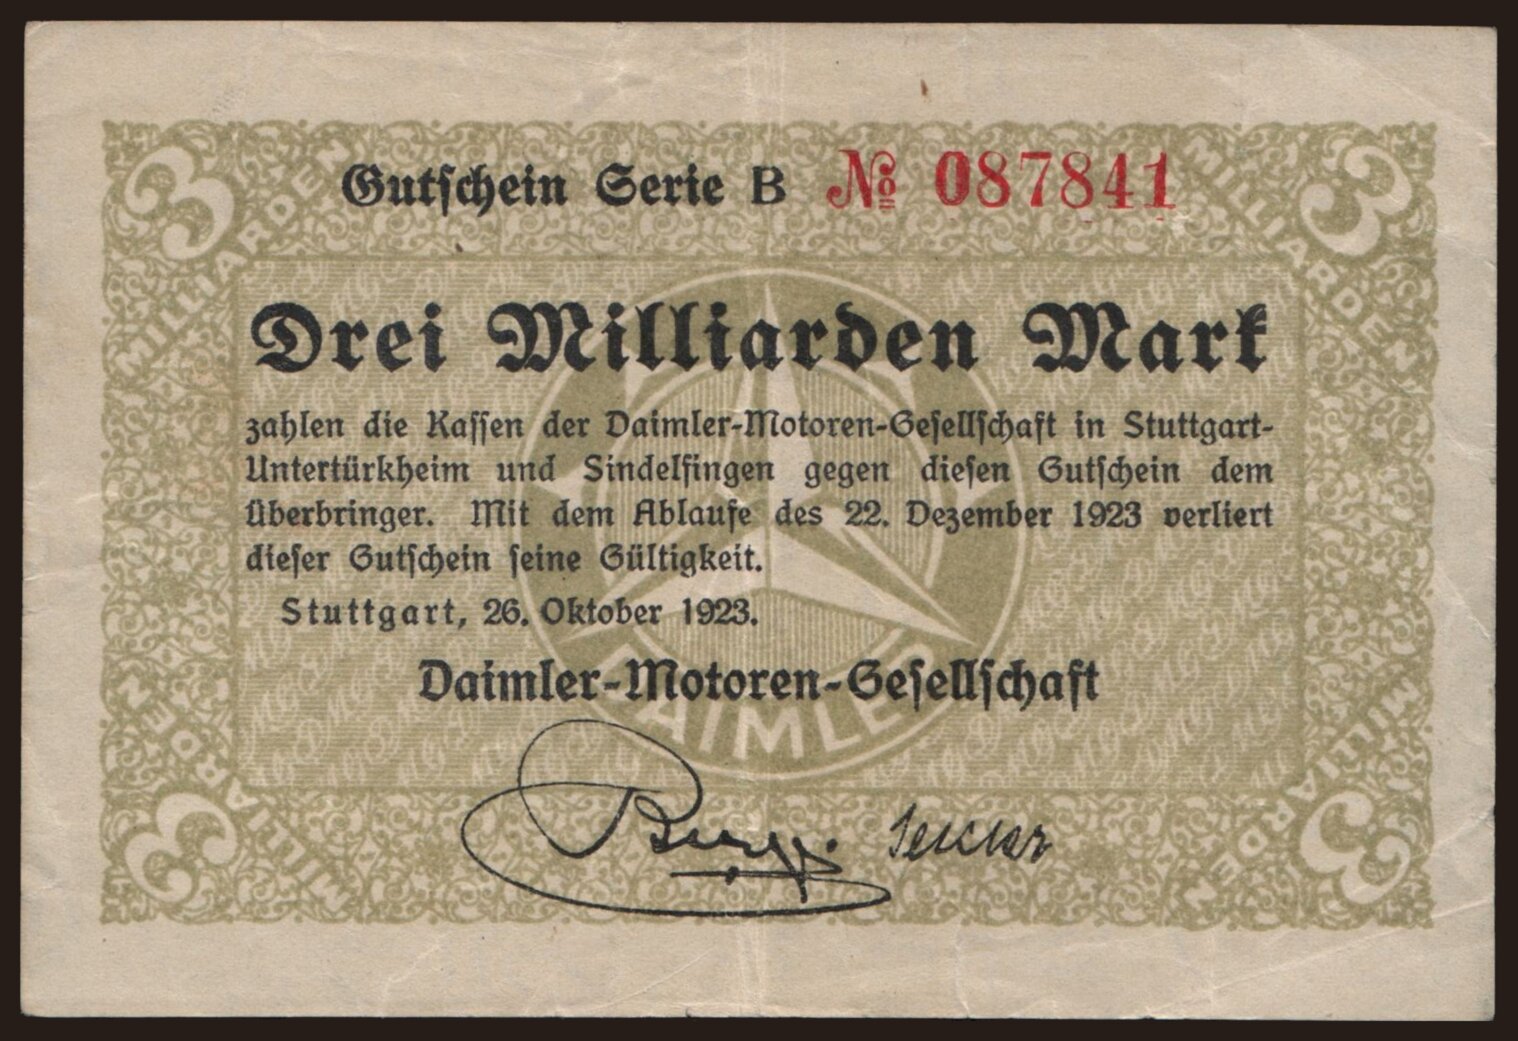 3 MILLIARDEN
3 MILLIARDEN
Gutschein Serie B № 087841
Drei Milliarden Mark
zahlen die Kassen der Daimler-Motoren-Gesellschaft in Stuttgart-
Untertürkheim und Sindelfingen gegen diesen Gutschein dem
Überbringer. Mit dem Ablaufe des 22. Dezember 1923 verliert
dieser Gutschein seine Gültigkeit.
Stuttgart, 26. Oktober 1923.
Daimler-Motoren-Gesellschaft
DAIMLER
3 MILLIARDEN
3 MILLIARDEN